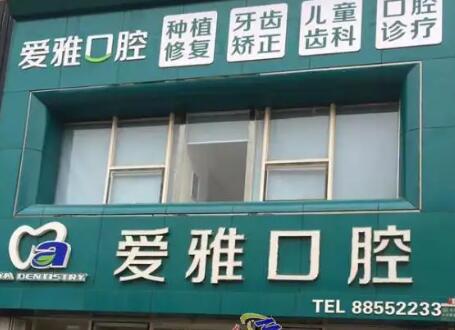 爱雅口腔
种植修复
牙齿矫正
儿童齿科
口腔诊疗
爱雅口腔
DENTISTRY
TEL 88552233